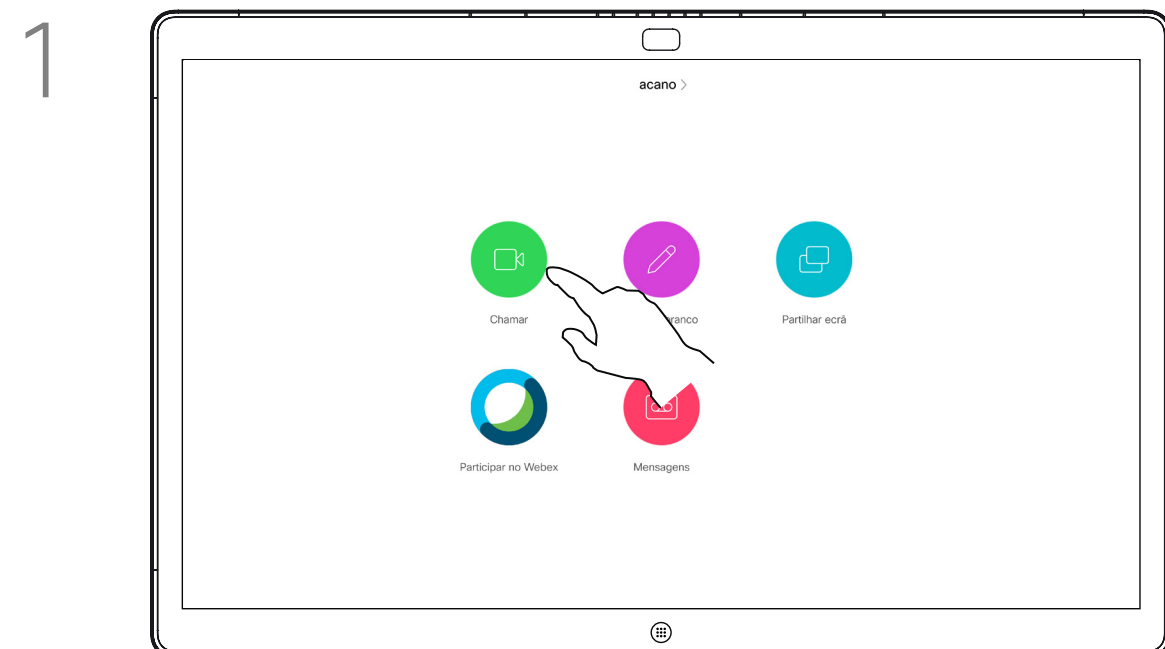 1
acano >
Chamar
Partilhar ecrã
Participar no Webex
Mensagens